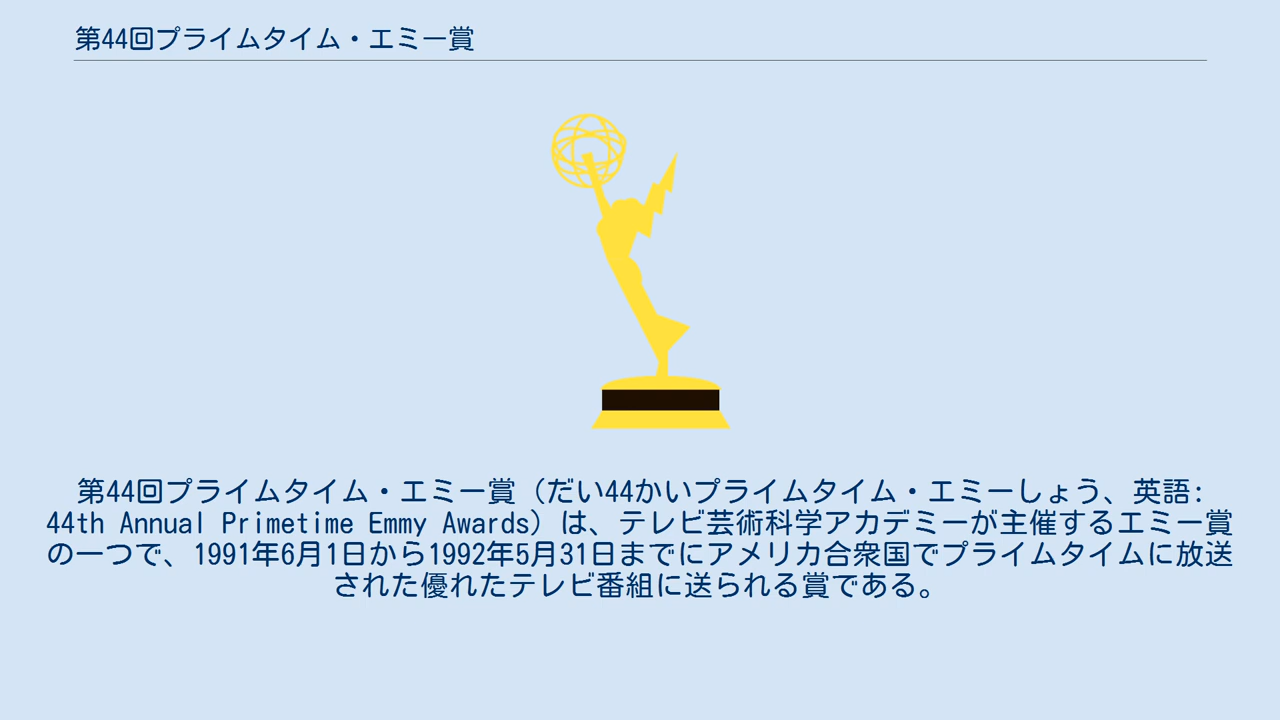 第44回プライムタイム・エミー賞
第44回プライムタイム・エミー賞（だい44かいプライムタイム・エミーしょう、英語:
44th Annual Primetime Emmy Awards）は、テレビ芸術科学アカデミーが主催するエミー賞
の一つで、1991年6月1日から1992年5月31日までにアメリカ合衆国でプライムタイムに放送
された優れたテレビ番組に送られる賞である。